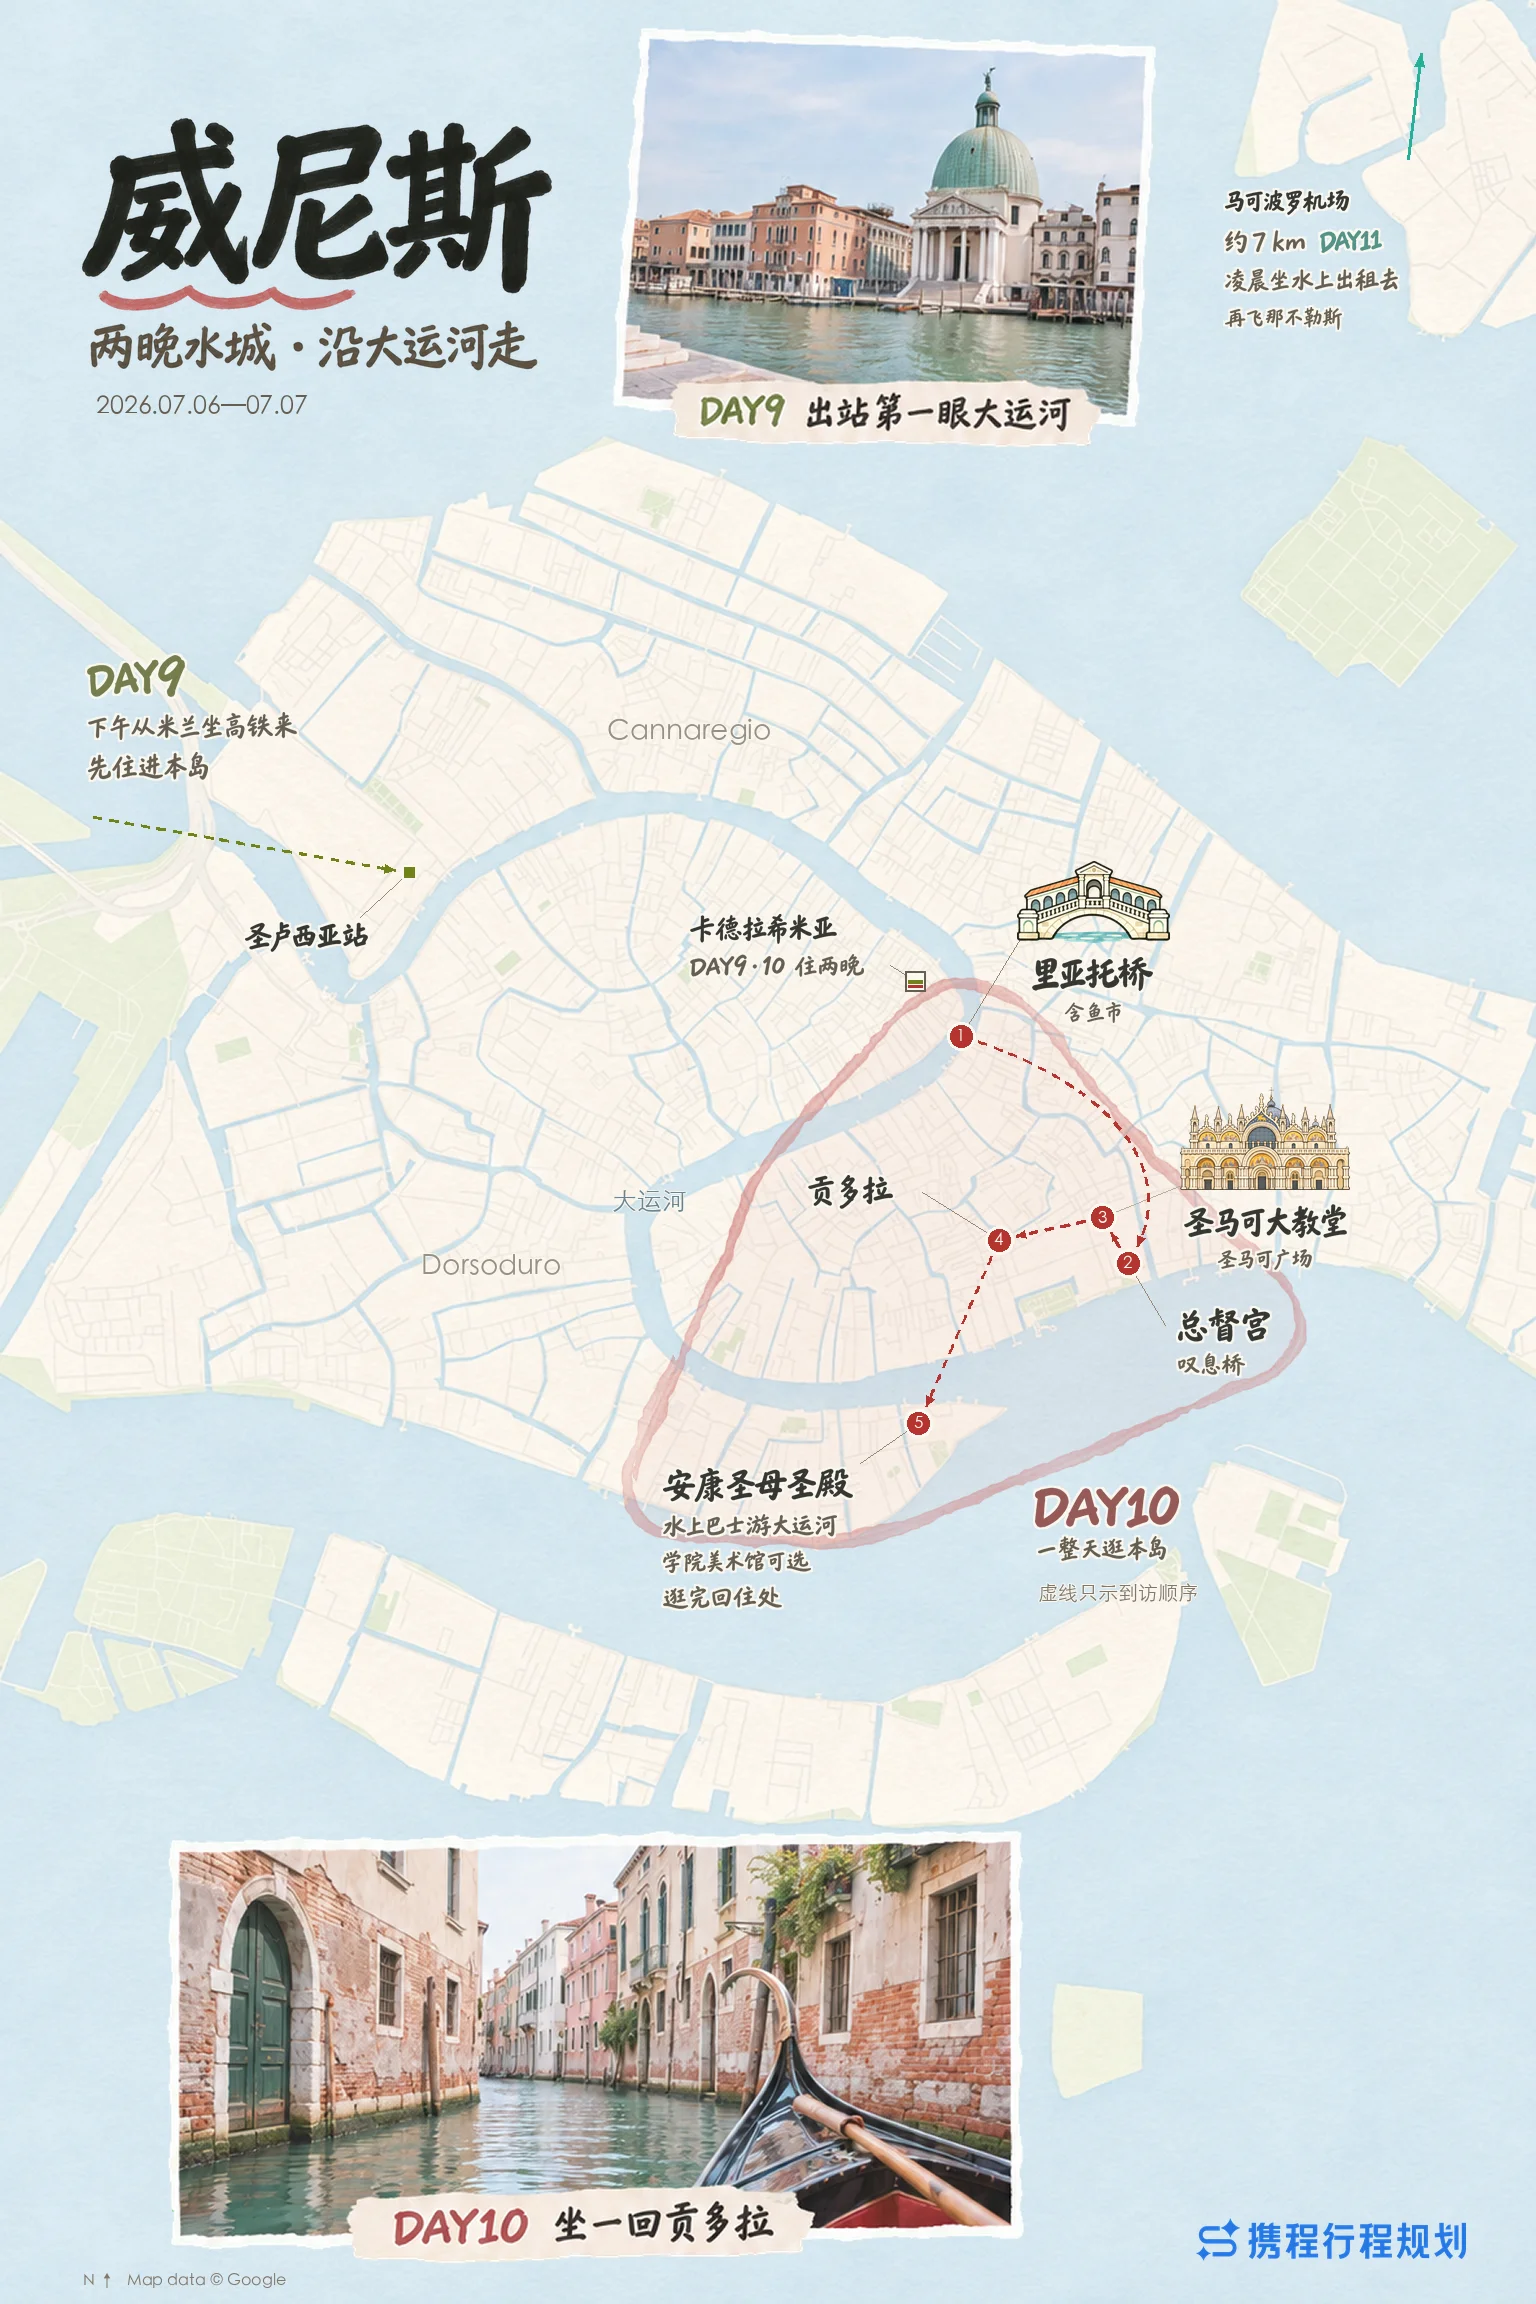 威尼斯
两晚水城·沿大运河走
2026.07.06—07.07
DAY9 出站第一眼大运河
马可波罗机场
约7km DAY11
凌晨坐水上出租去
再飞那不勒斯
DAY9
下午从米兰坐高铁来
先住进本岛
圣卢西亚站
Cannaregio
卡德拉希米亚
DAY9·10 住两晚
里亚托桥
含鱼市
1
大运河
Dorsoduro
贡多拉
4
3
2
圣马可大教堂
圣马可广场
总督宫
叹息桥
5
安康圣母圣殿
水上巴士游大运河
学院美术馆可选
逛完回住处
DAY10
一整天逛本岛
虚线只示到访顺序
DAY10 坐一回贡多拉
携程行程规划
N ↑ Map data © Google